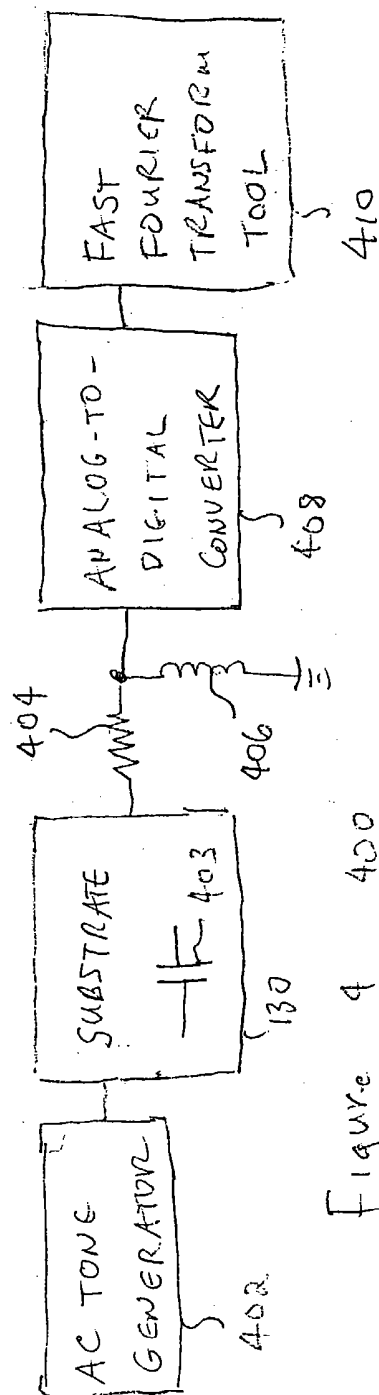 AC TONE
GENERATOR
402
SUBSTRATE
403
130
404
406
ANALOG-TO-
DIGITAL
CONVERTER
408
FAST
FOURIER
TRANSFORM
TOOL
410
Figure 4 400